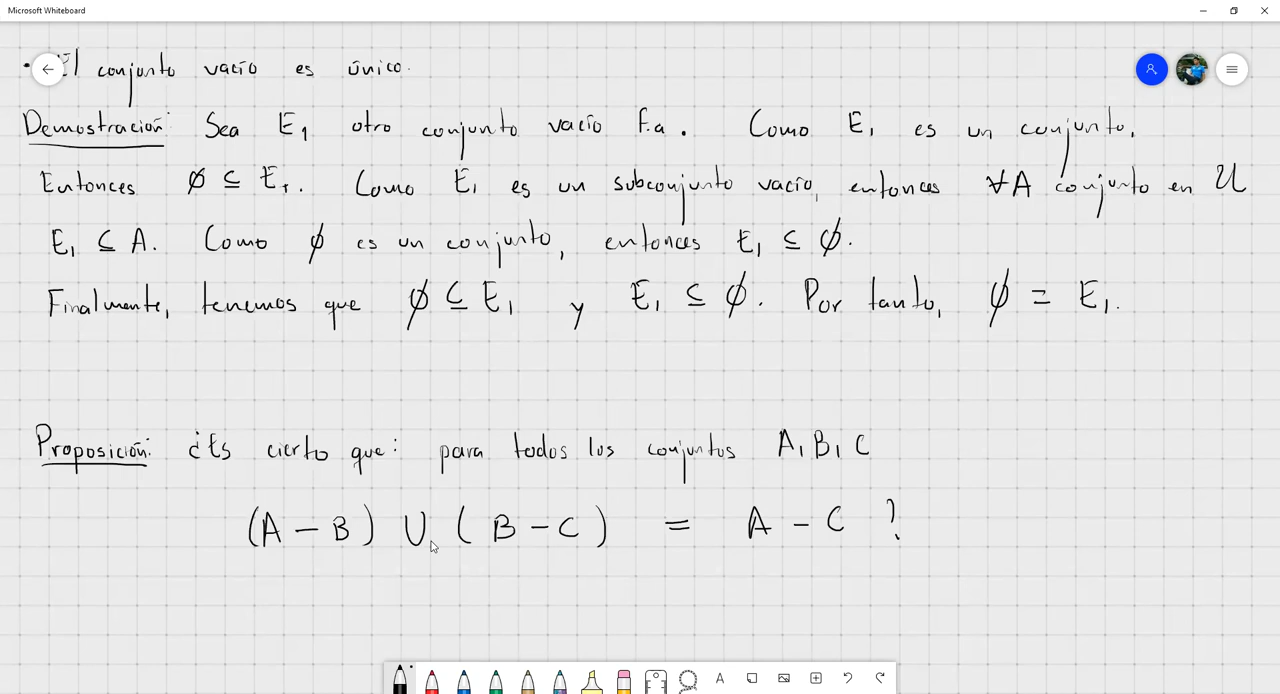 Microsoft Whiteboard
• El conjunto vacío es único.
Demostración: Sea E₁ otro conjunto vacío f.a. Como E₁ es un conjunto,
Entonces ∅ ⊆ E₁. Como E₁ es un subconjunto vacío, entonces ∀A conjunto en U
E₁ ⊆ A. Como ∅ es un conjunto, entonces E₁ ⊆ ∅.
Finalmente, tenemos que ∅ ⊆ E₁ y E₁ ⊆ ∅. Por tanto, ∅ = E₁.
Proposición: ¿Es cierto que: para todos los conjuntos A, B, C
(A − B) ∪ (B − C) = A − C ?